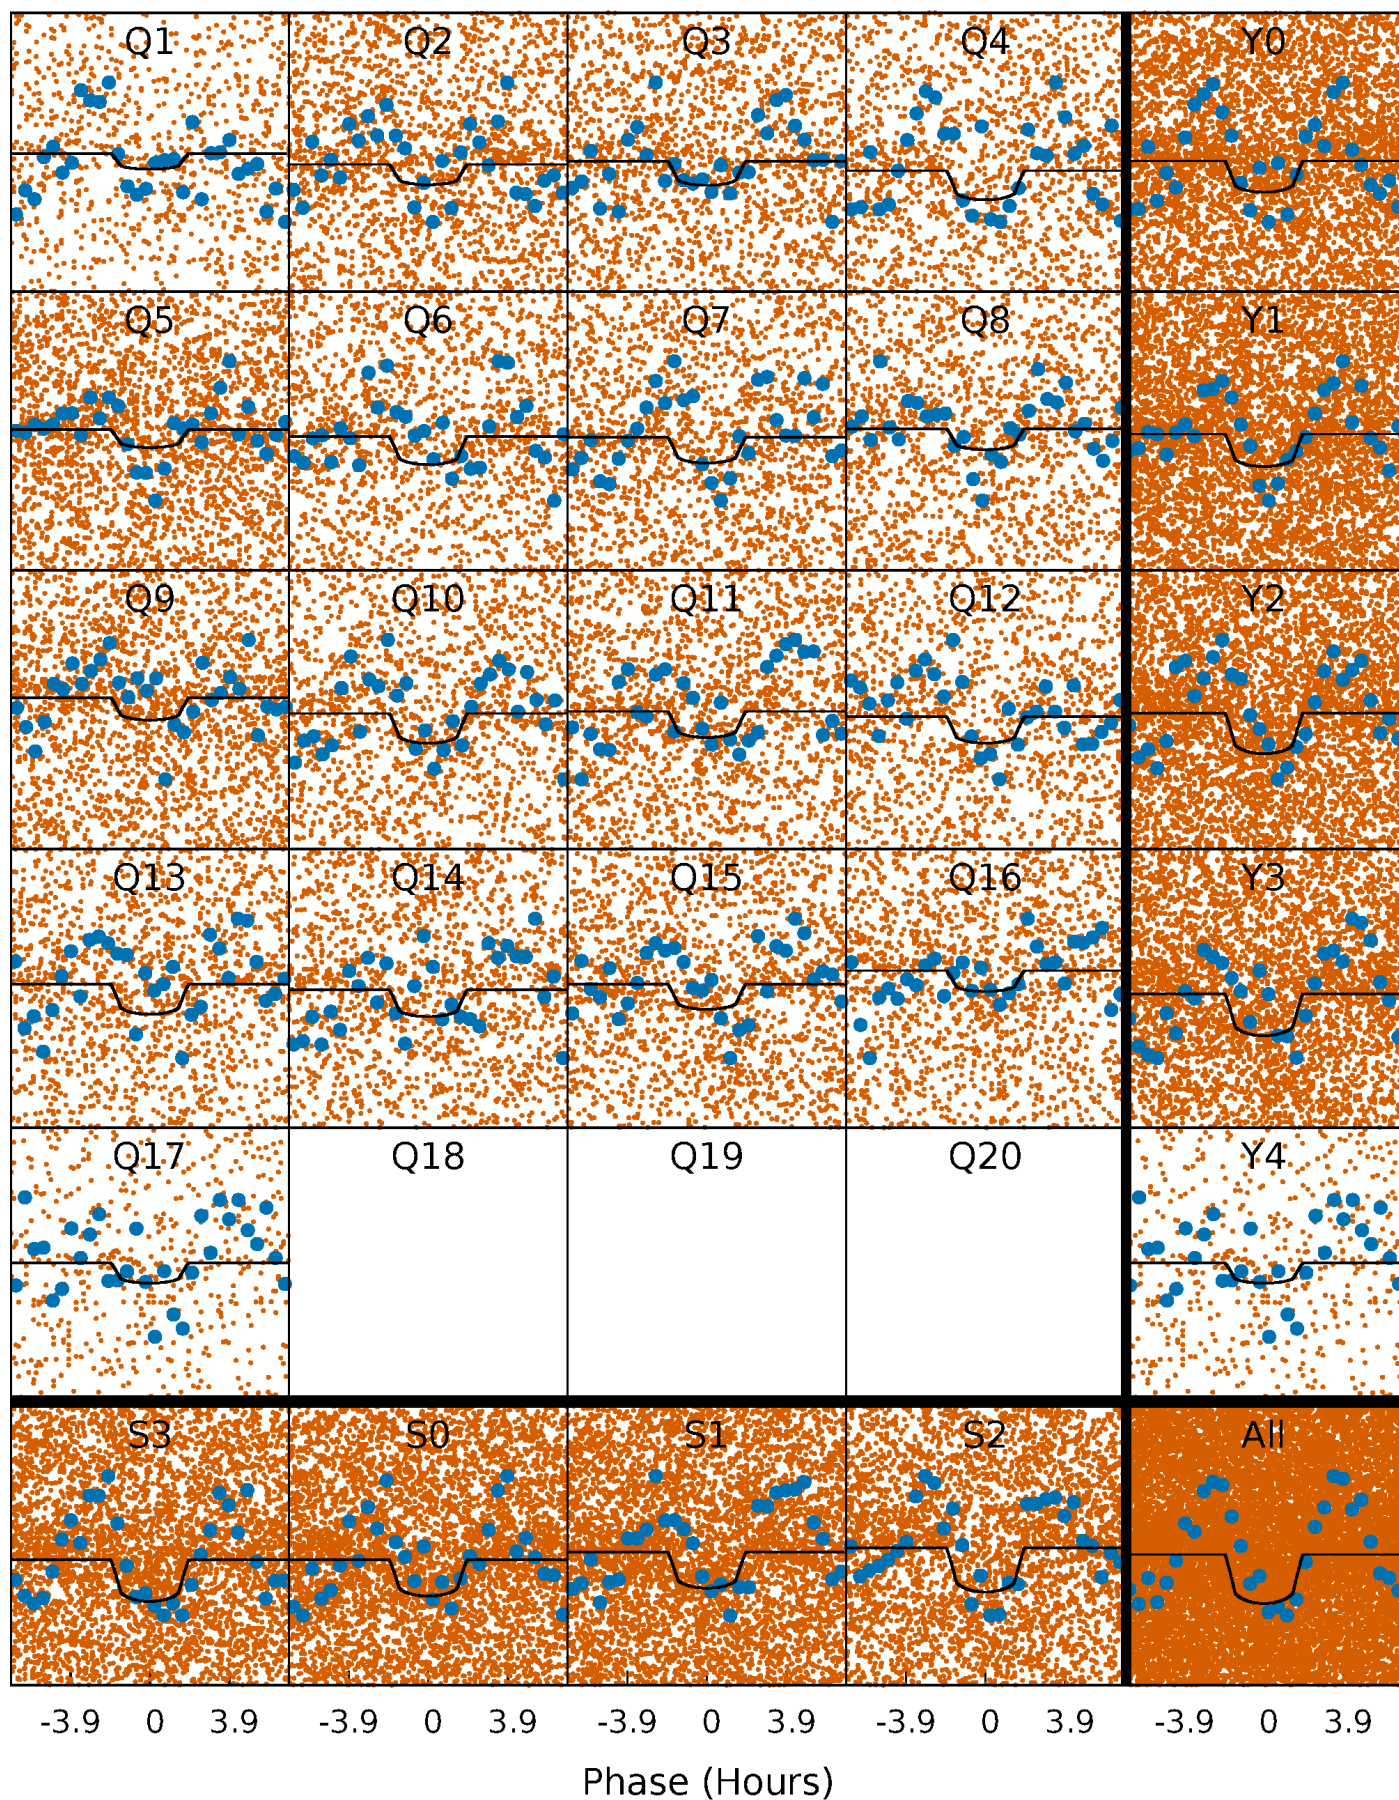 Q1 Q2 Q3 Q4 Y0
Q5 Q6 Q7 Q8 Y1
Q9 Q10 Q11 Q12 Y2
Q13 Q14 Q15 Q16 Y3
Q17 Q18 Q19 Q20 Y4
S3 S0 S1 S2 All
-3.9 0 3.9 -3.9 0 3.9 -3.9 0 3.9 -3.9 0 3.9 -3.9 0 3.9
Phase (Hours)